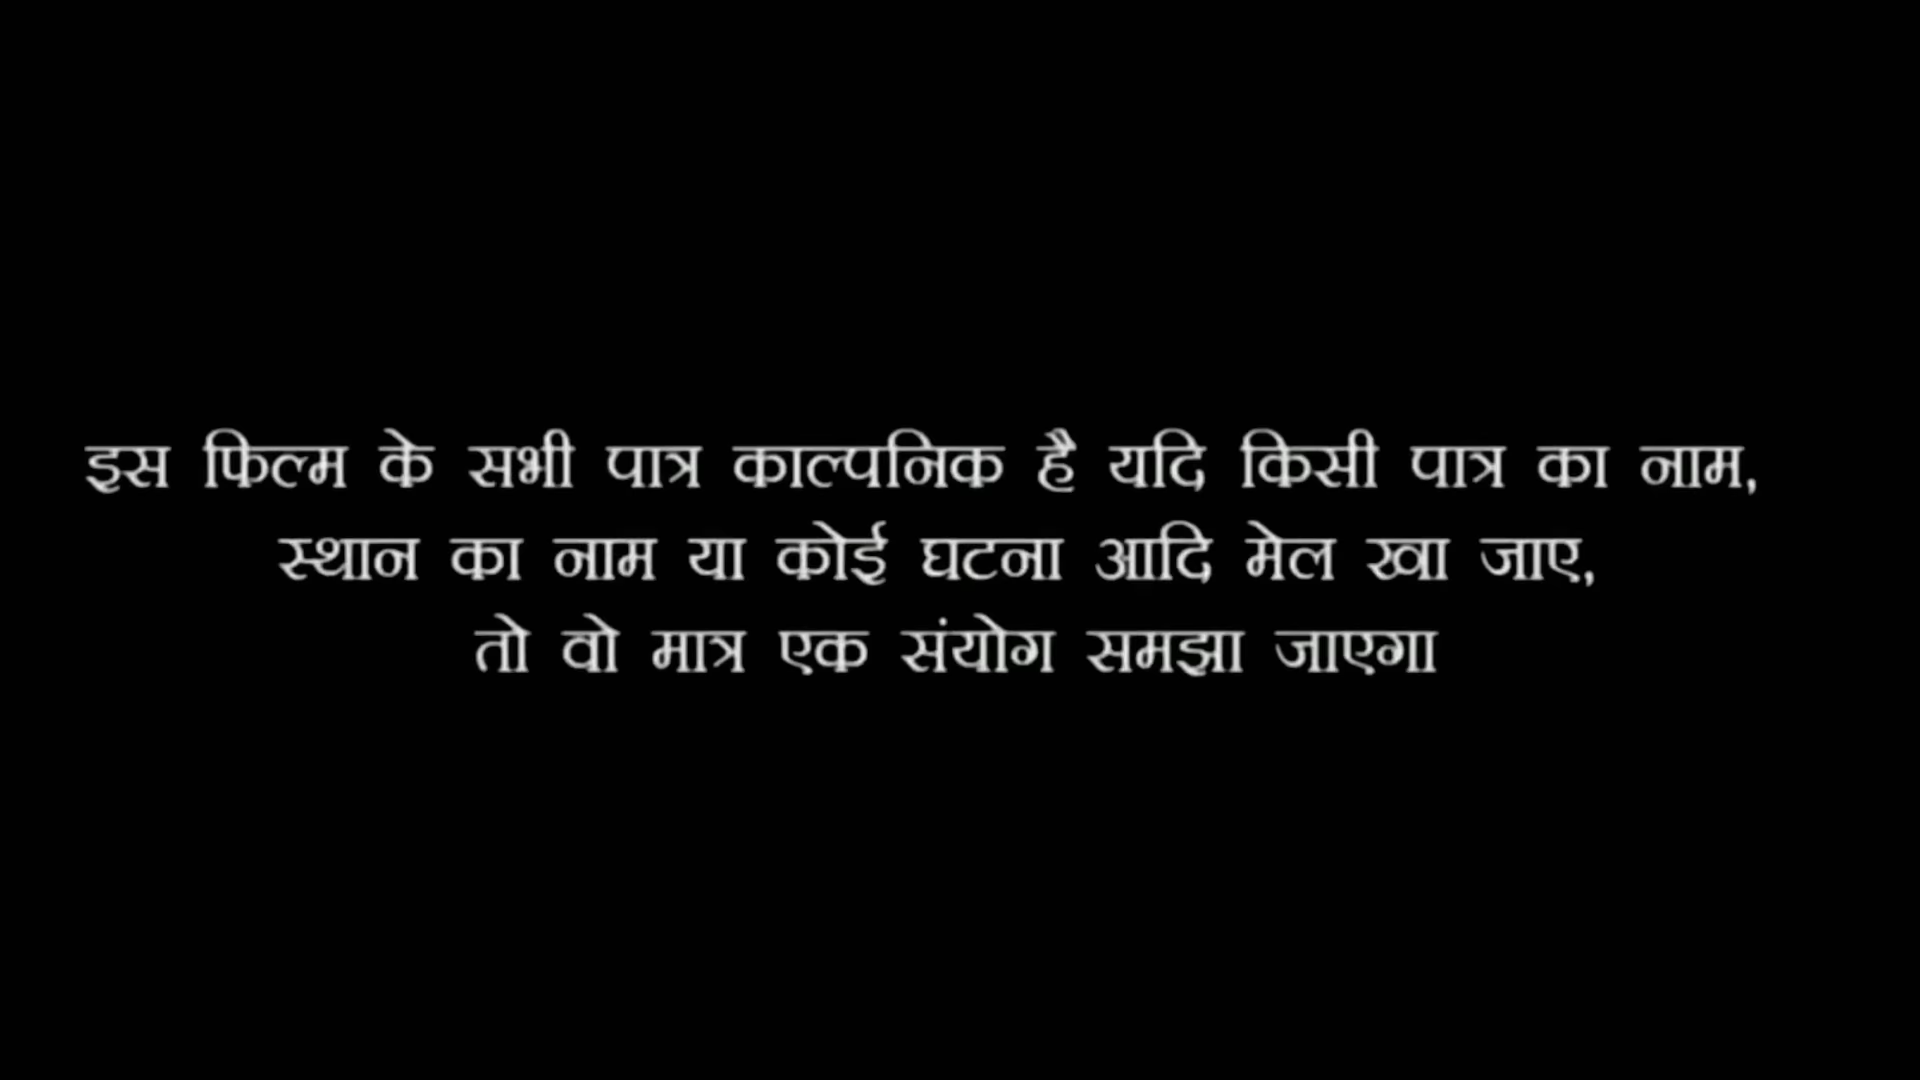 इस फिल्म के सभी पात्र काल्पनिक है यदि किसी पात्र का नाम,
स्थान का नाम या कोई घटना आदि मेल खा जाए,
तो वो मात्र एक संयोग समझा जाएगा